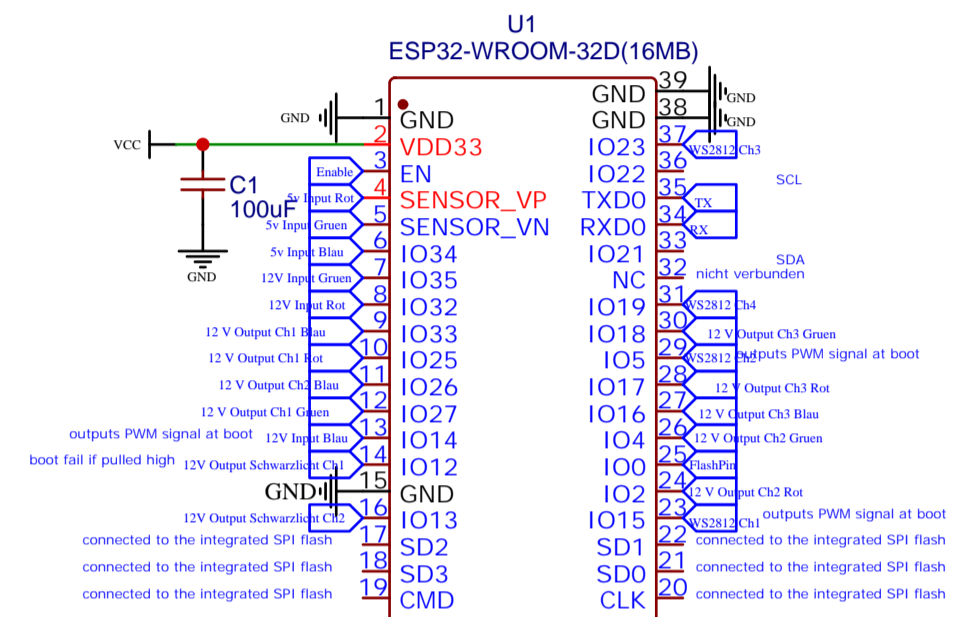 U1
ESP32-WROOM-32D(16MB)
VCC
C1
100uF
GND
GND 1 GND
2 VDD33
Enable 3 EN
5v Input Rot 4 SENSOR_VP
5v Input Gruen 5 SENSOR_VN
5v Input Blau 6 IO34
12V Input Gruen 7 IO35
12V Input Rot 8 IO32
12 V Output Ch1 Blau 9 IO33
12 V Output Ch1 Rot 10 IO25
12 V Output Ch2 Blau 11 IO26
12 V Output Ch1 Gruen 12 IO27
outputs PWM signal at boot 12V Input Blau 13 IO14
boot fail if pulled high 12V Output Schwarzlicht Ch1 14 IO12
GND 15 GND
12V Output Schwarzlicht Ch2 16 IO13
connected to the integrated SPI flash 17 SD2
connected to the integrated SPI flash 18 SD3
connected to the integrated SPI flash 19 CMD
GND 39 GND
GND 38 GND
IO23 37 WS2812 Ch3
IO22 36 SCL
TXD0 35 TX
RXD0 34 RX
IO21 33 SDA
NC 32 nicht verbunden
IO19 31 WS2812 Ch4
IO18 30 12 V Output Ch3 Gruen
IO5 29 WS2812 Ch2 outputs PWM signal at boot
IO17 28 12 V Output Ch3 Rot
IO16 27 12 V Output Ch3 Blau
IO4 26 12 V Output Ch2 Gruen
IO0 25 FlashPin
IO2 24 12 V Output Ch2 Rot
IO15 23 WS2812 Ch1 outputs PWM signal at boot
SD1 22 connected to the integrated SPI flash
SD0 21 connected to the integrated SPI flash
CLK 20 connected to the integrated SPI flash